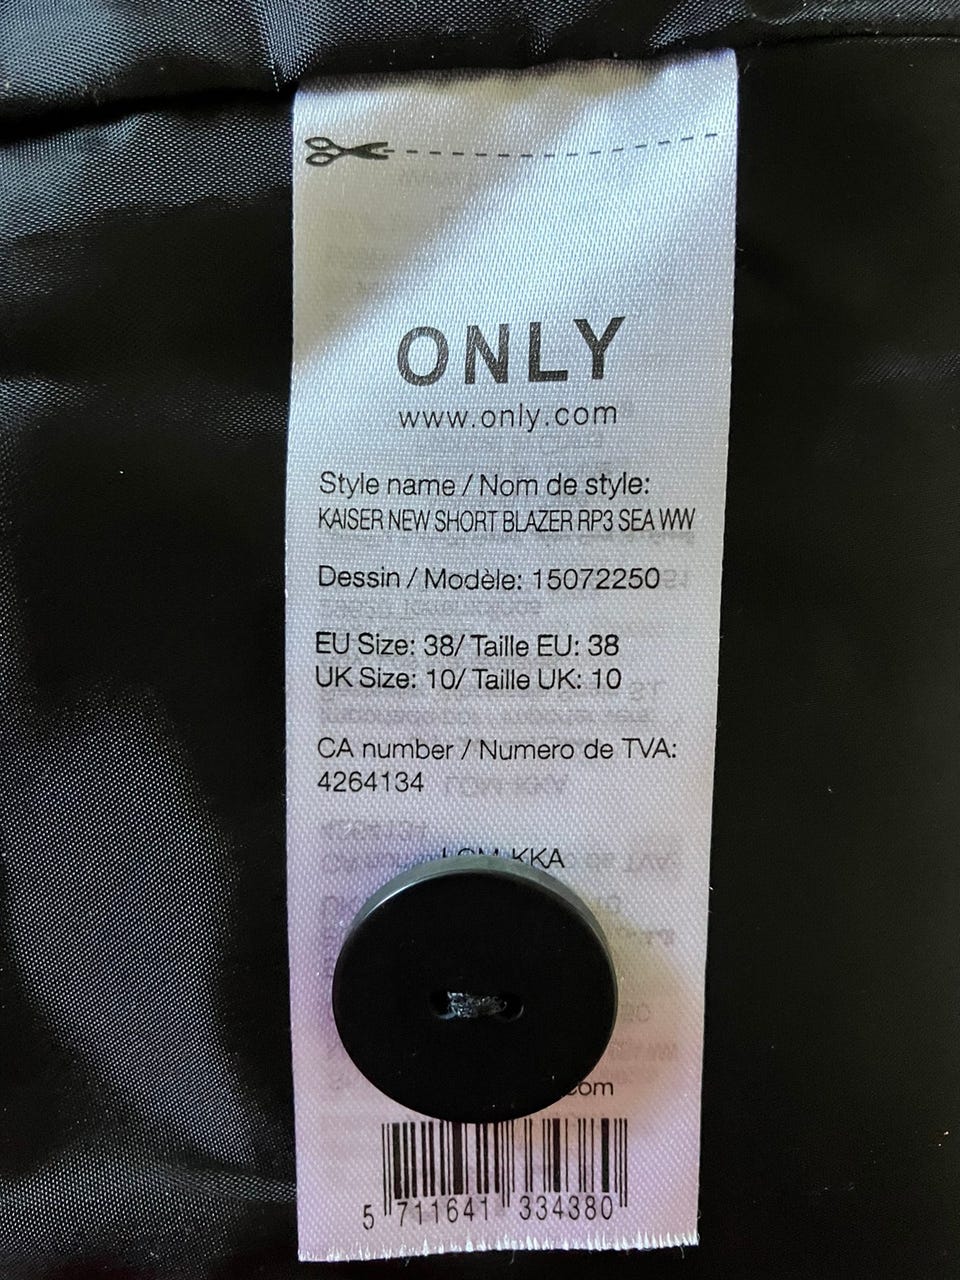 ONLY
www.only.com
Style name / Nom de style:
KAISER NEW SHORT BLAZER RP3 SEA WW
Dessin / Modèle: 15072250
EU Size: 38/ Taille EU: 38
UK Size: 10/ Taille UK: 10
CA number / Numero de TVA:
4264134
KKA
.com
5 711641 334380